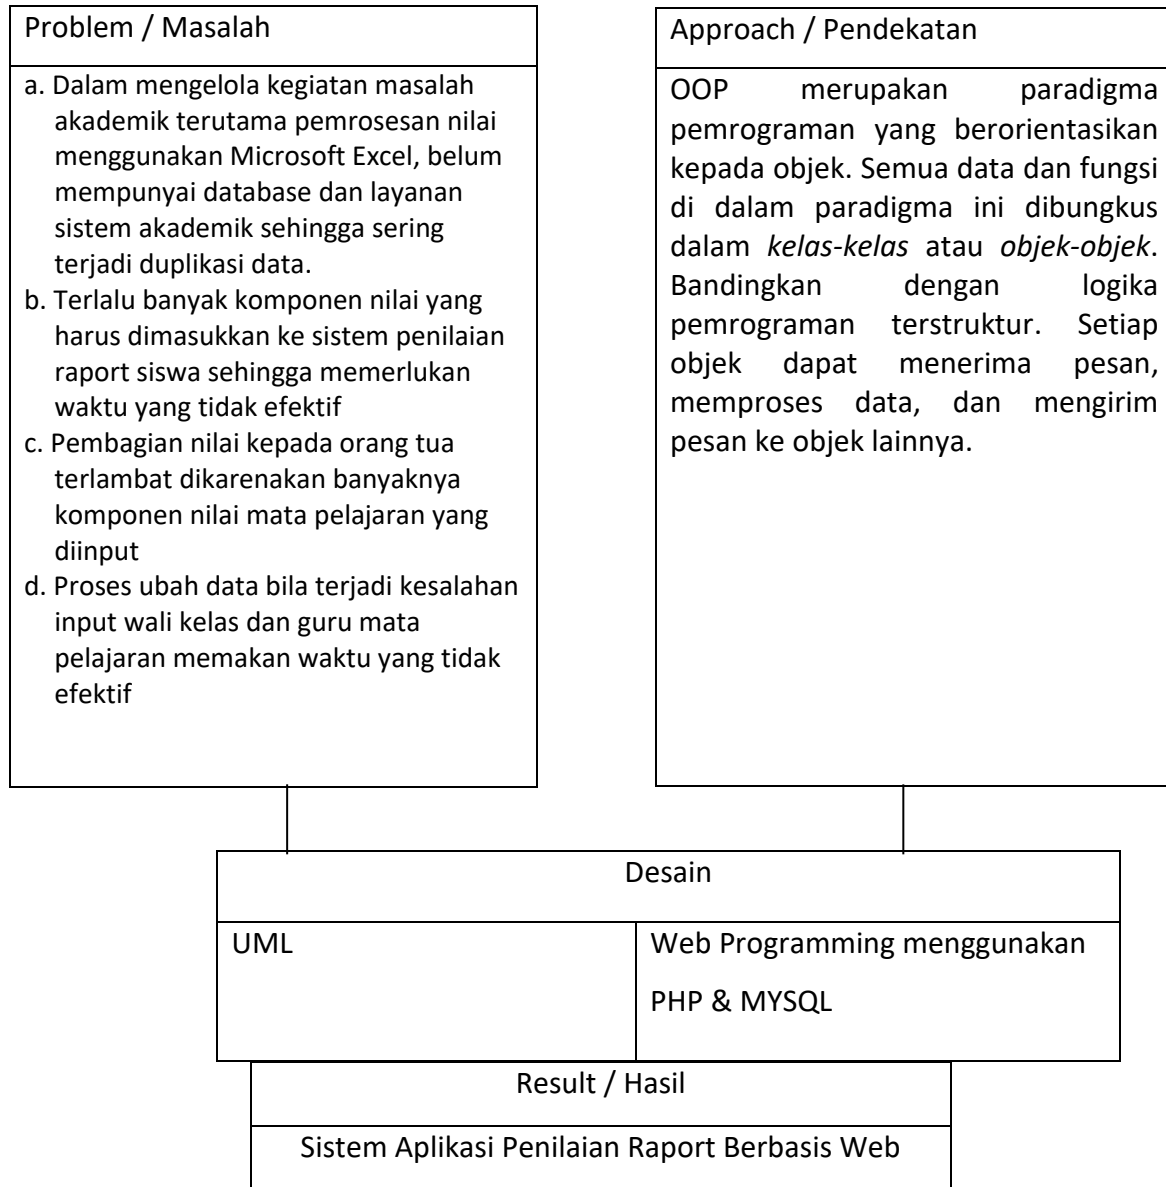 Problem / Masalah
a. Dalam mengelola kegiatan masalah
akademik terutama pemrosesan nilai
menggunakan Microsoft Excel, belum
mempunyai database dan layanan
sistem akademik sehingga sering
terjadi duplikasi data.
b. Terlalu banyak komponen nilai yang
harus dimasukkan ke sistem penilaian
raport siswa sehingga memerlukan
waktu yang tidak efektif
c. Pembagian nilai kepada orang tua
terlambat dikarenakan banyaknya
komponen nilai mata pelajaran yang
diinput
d. Proses ubah data bila terjadi kesalahan
input wali kelas dan guru mata
pelajaran memakan waktu yang tidak
efektif
Approach / Pendekatan
OOP merupakan paradigma
pemrograman yang berorientasikan
kepada objek. Semua data dan fungsi
di dalam paradigma ini dibungkus
dalam kelas-kelas atau objek-objek.
Bandingkan dengan logika
pemrograman terstruktur. Setiap
objek dapat menerima pesan,
memproses data, dan mengirim
pesan ke objek lainnya.
Desain
UML
Web Programming menggunakan
PHP & MYSQL
Result / Hasil
Sistem Aplikasi Penilaian Raport Berbasis Web